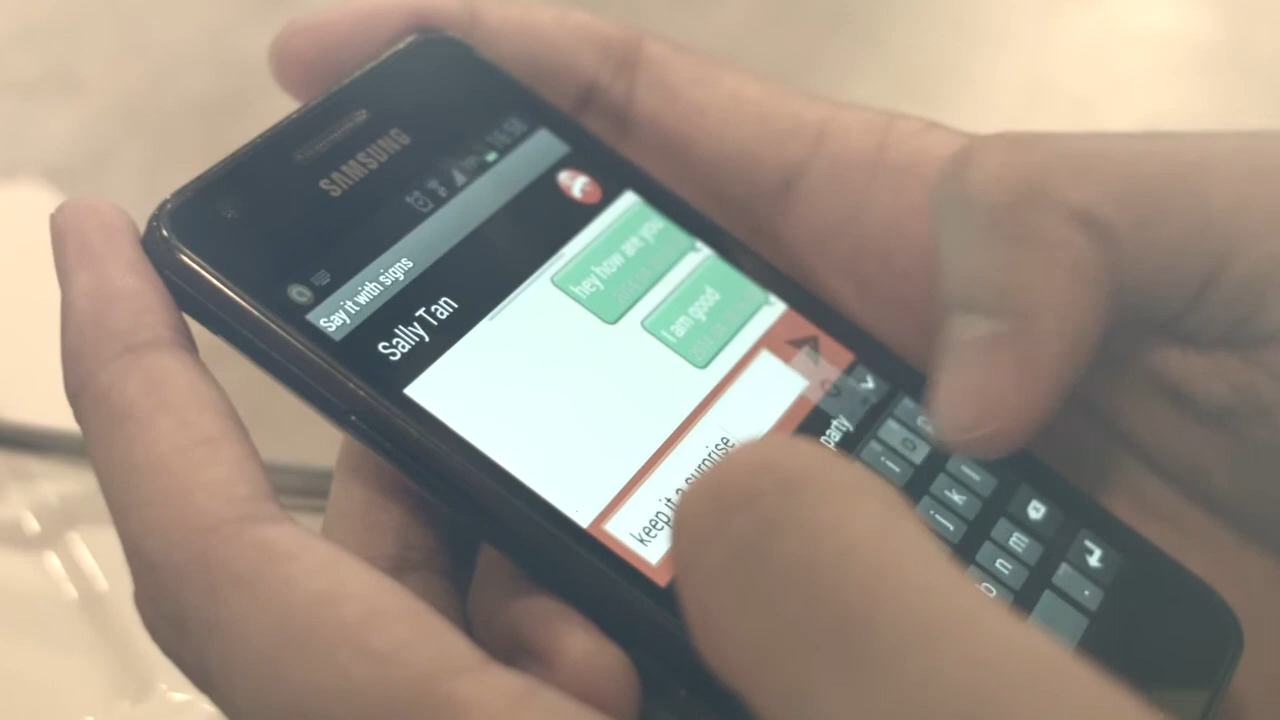 SAMSUNG
Say it with signs
Sally Tan
hey how are you
I am good
keep it a surprise
party
i o
j k l
b n m
.